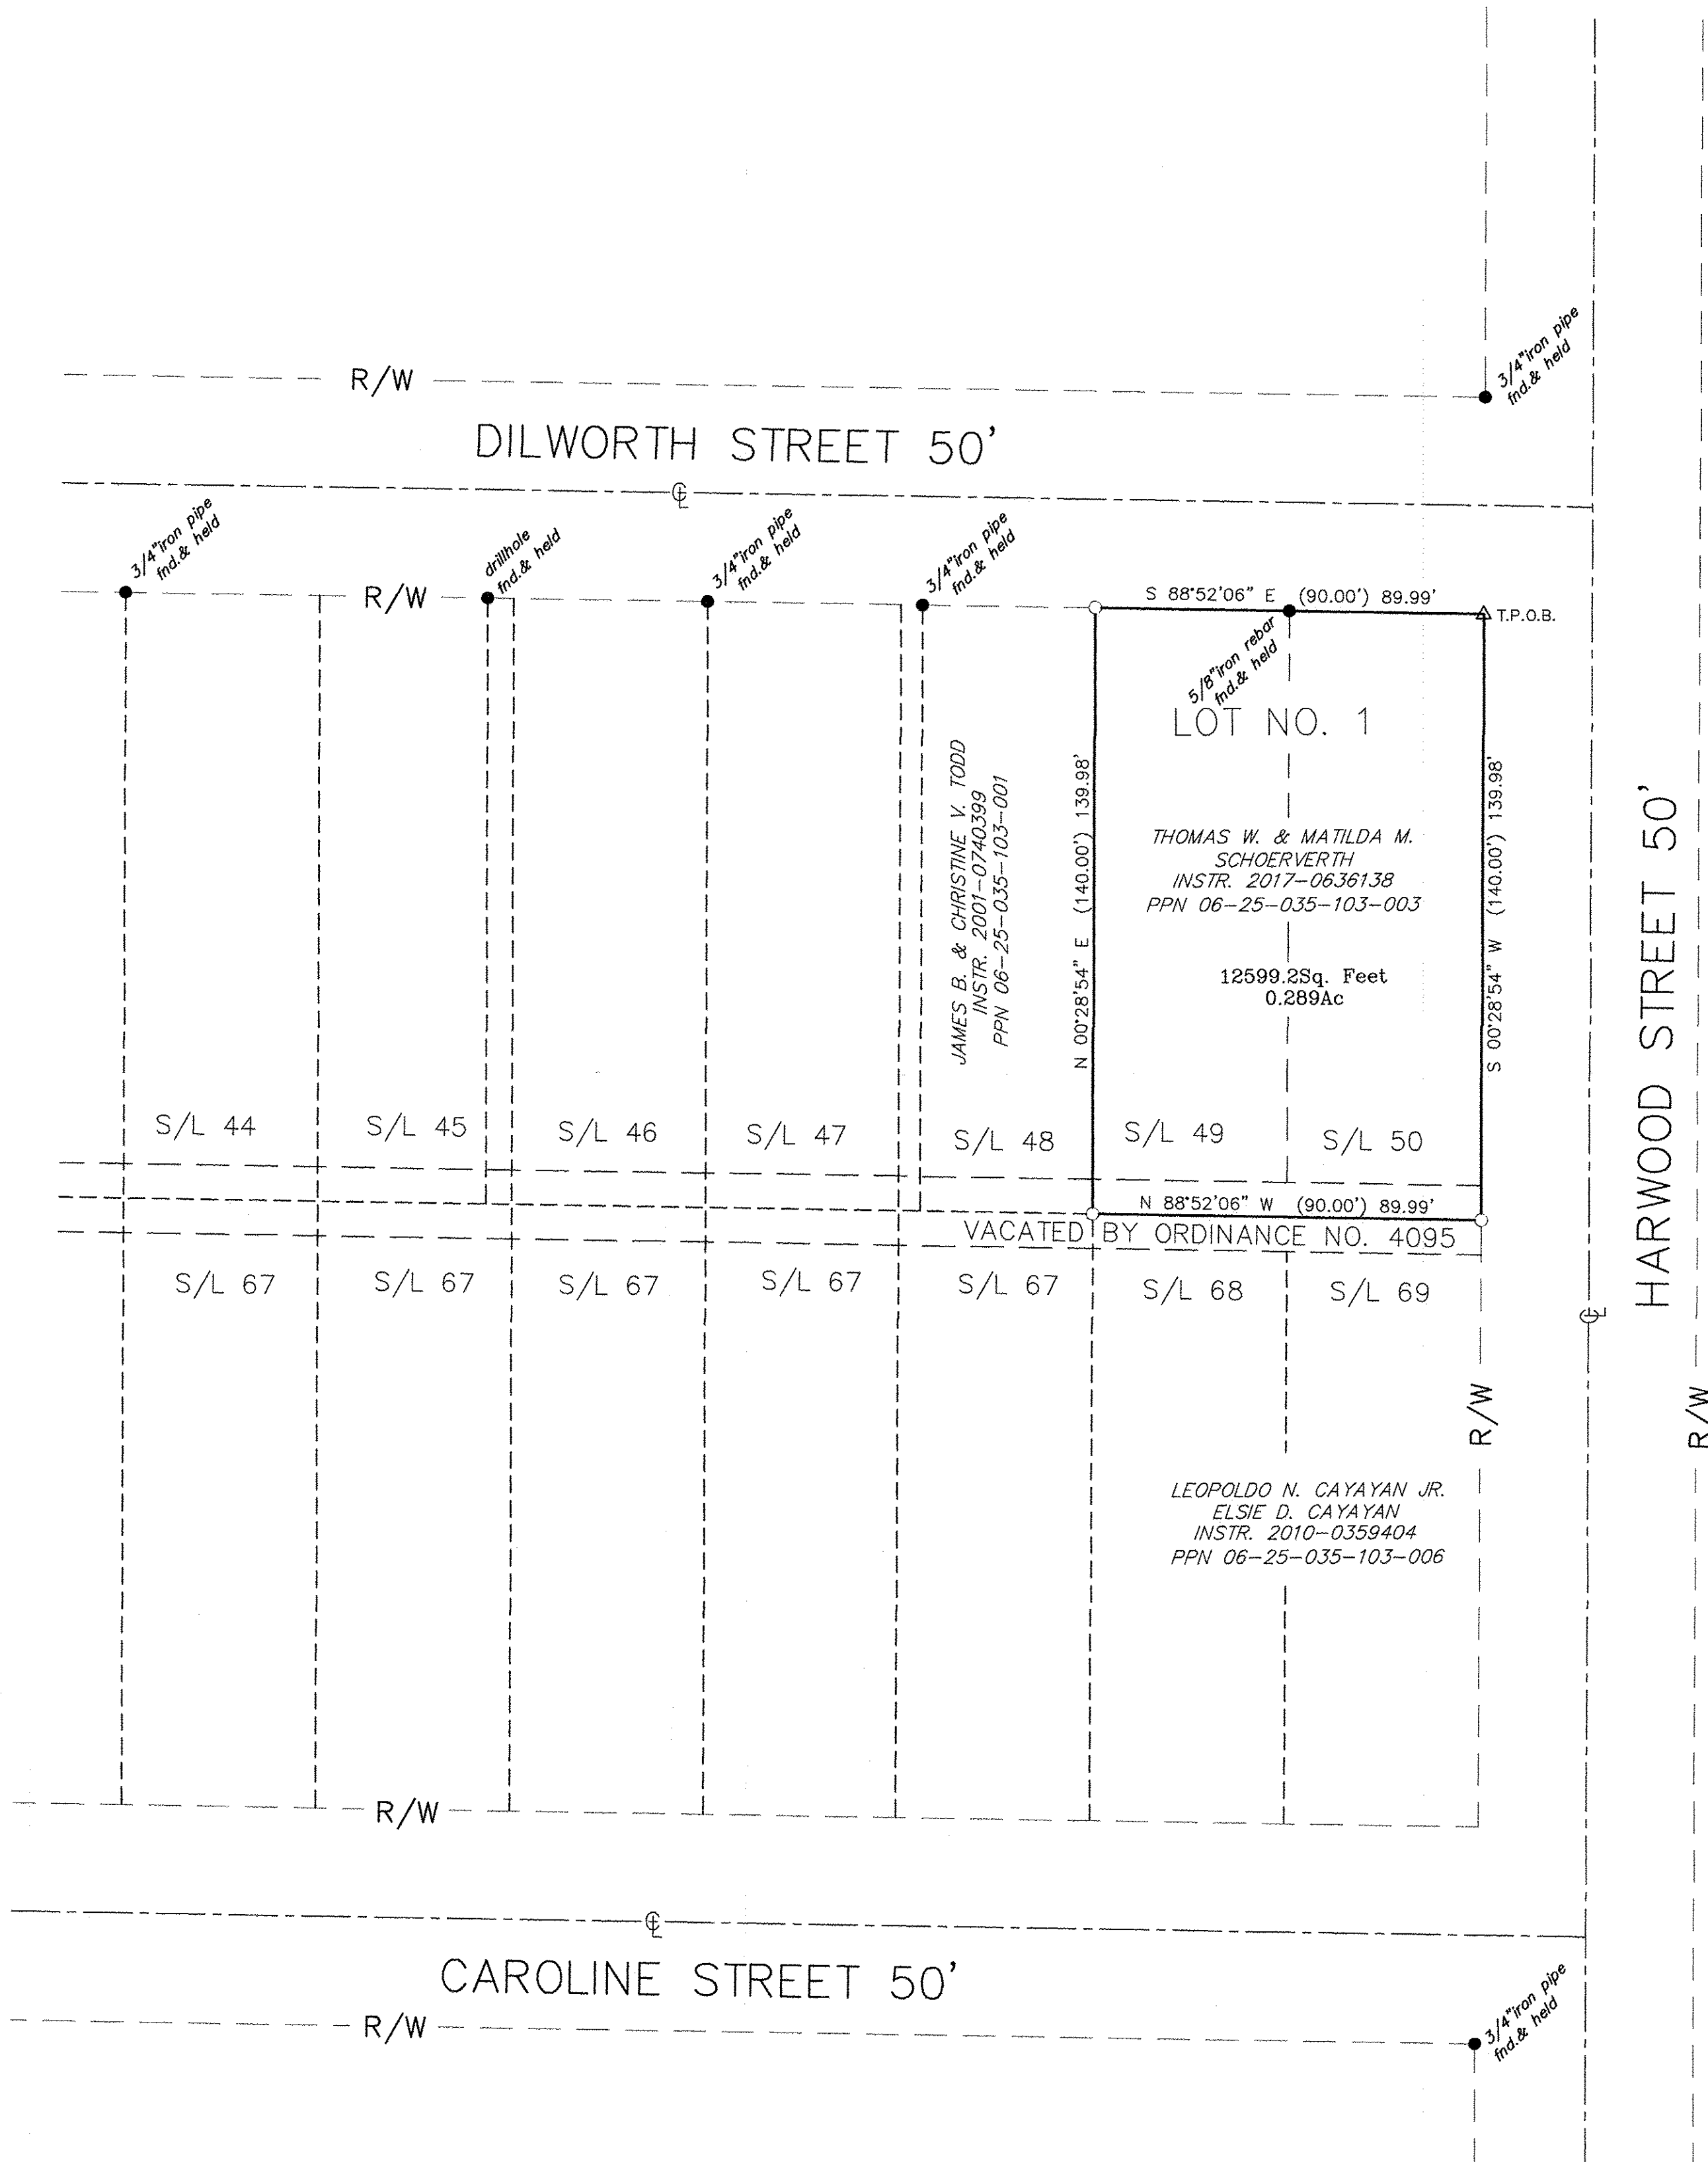 3/4"iron pipe
fnd.& held
R/W
DILWORTH STREET 50'
℄
3/4"iron pipe
fnd.& held
drillhole
fnd.& held
3/4"iron pipe
fnd.& held
3/4"iron pipe
fnd.& held
R/W
S 88°52'06" E (90.00') 89.99'
T.P.O.B.
5/8"iron rebar
fnd.& held
LOT NO. 1
JAMES B. & CHRISTINE V. TODD
INSTR. 2001-0740399
PPN 06-25-035-103-001
N 00°28'54" E (140.00') 139.98'
THOMAS W. & MATILDA M.
SCHOERVERTH
INSTR. 2017-0636138
PPN 06-25-035-103-003
12599.2Sq. Feet
0.289Ac
S 00°28'54" W (140.00') 139.98'
HARWOOD STREET 50'
S/L 44
S/L 45
S/L 46
S/L 47
S/L 48
S/L 49
S/L 50
N 88°52'06" W (90.00') 89.99'
VACATED BY ORDINANCE NO. 4095
S/L 67
S/L 67
S/L 67
S/L 67
S/L 67
S/L 68
S/L 69
℄
R/W
R/W
LEOPOLDO N. CAYAYAN JR.
ELSIE D. CAYAYAN
INSTR. 2010-0359404
PPN 06-25-035-103-006
R/W
℄
CAROLINE STREET 50'
R/W
3/4"iron pipe
fnd.& held